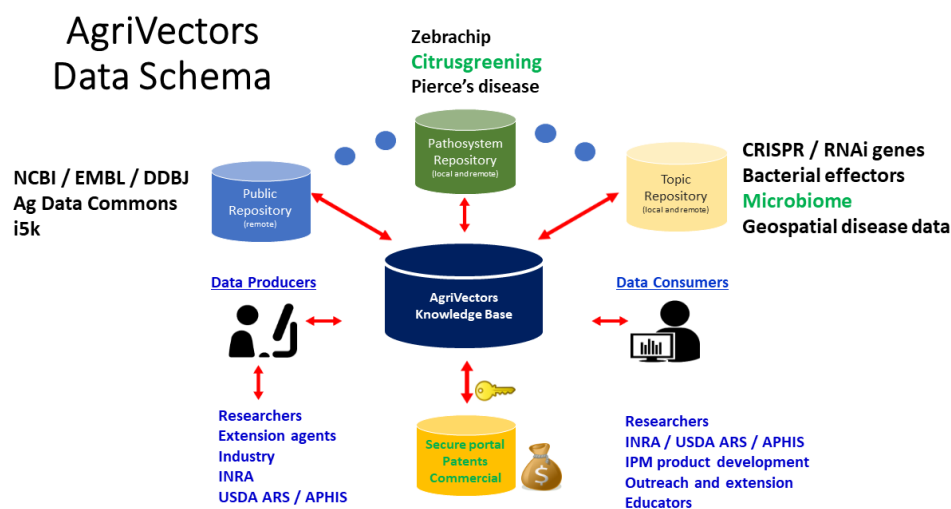 AgriVectors
Data Schema
Zebrachip
Citrusgreening
Pierce's disease
Pathosystem
Repository
(local and remote)
NCBI / EMBL / DDBJ
Ag Data Commons
i5k
Public
Repository
(remote)
Topic
Repository
(local and remote)
CRISPR / RNAi genes
Bacterial effectors
Microbiome
Geospatial disease data
Data Producers
AgriVectors
Knowledge Base
Data Consumers
Researchers
Extension agents
Industry
INRA
USDA ARS / APHIS
Secure portal
Patents
Commercial
$
Researchers
INRA / USDA ARS / APHIS
IPM product development
Outreach and extension
Educators